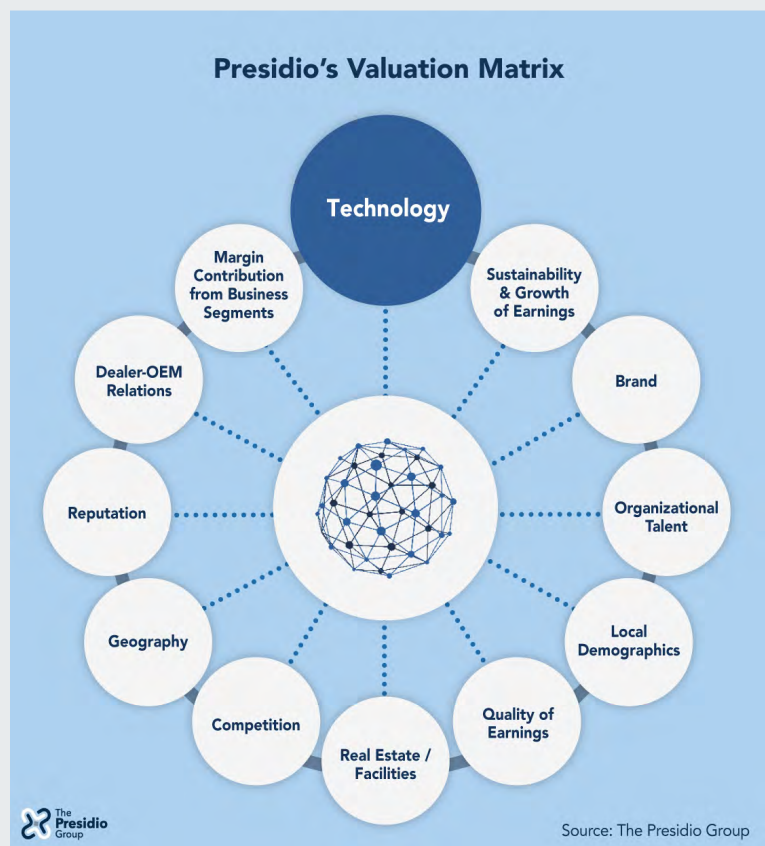 Presidio's Valuation Matrix
Technology
Margin
Contribution
from Business
Segments
Sustainability
& Growth
of Earnings
Dealer-OEM
Relations
Brand
Reputation
Organizational
Talent
Geography
Local
Demographics
Competition
Quality of
Earnings
Real Estate /
Facilities
The
Presidio
Group
Source: The Presidio Group